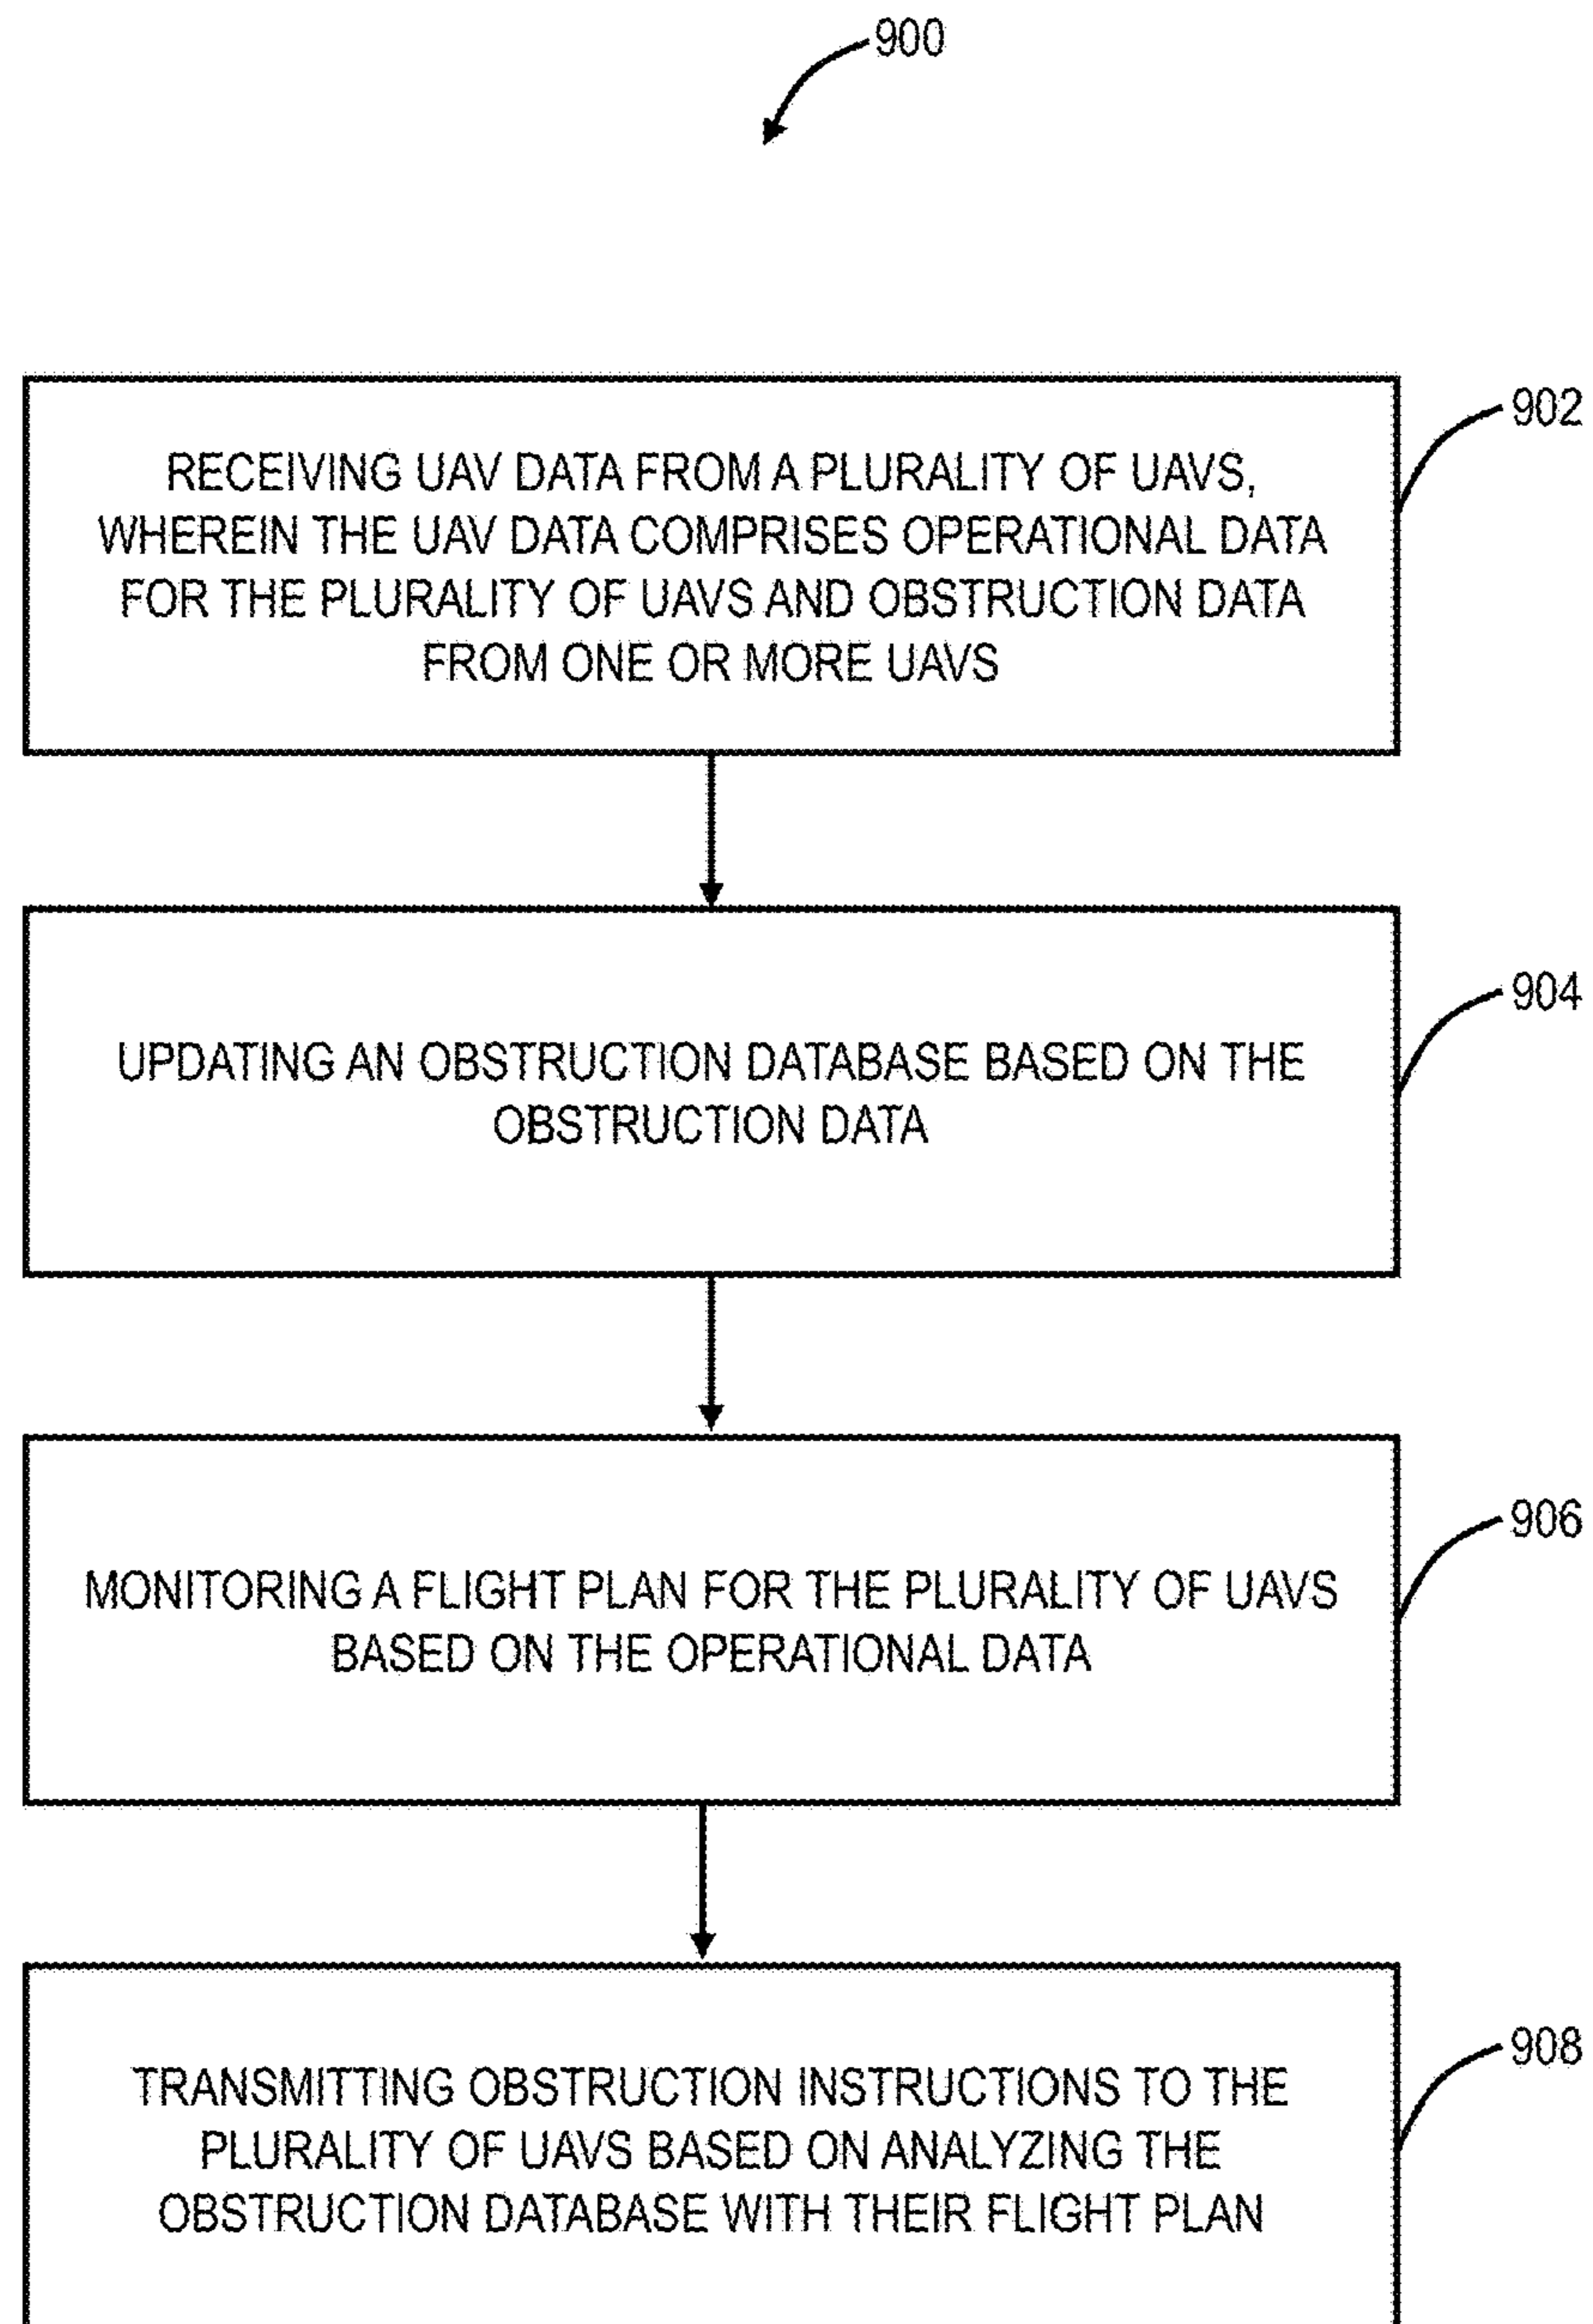 900
902
RECEIVING UAV DATA FROM A PLURALITY OF UAVS,
WHEREIN THE UAV DATA COMPRISES OPERATIONAL DATA
FOR THE PLURALITY OF UAVS AND OBSTRUCTION DATA
FROM ONE OR MORE UAVS
904
UPDATING AN OBSTRUCTION DATABASE BASED ON THE
OBSTRUCTION DATA
906
MONITORING A FLIGHT PLAN FOR THE PLURALITY OF UAVS
BASED ON THE OPERATIONAL DATA
908
TRANSMITTING OBSTRUCTION INSTRUCTIONS TO THE
PLURALITY OF UAVS BASED ON ANALYZING THE
OBSTRUCTION DATABASE WITH THEIR FLIGHT PLAN